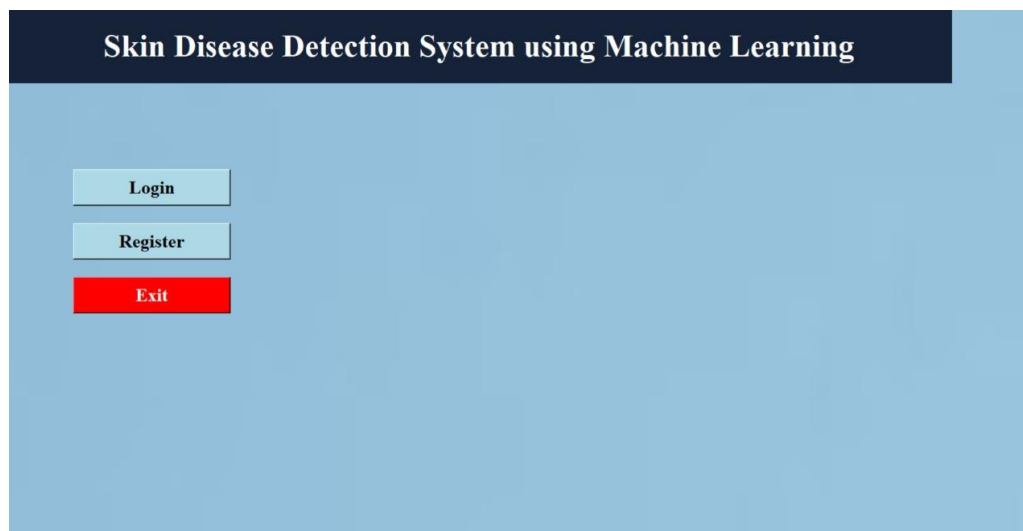 Skin Disease Detection System using Machine Learning
Login
Register
Exit